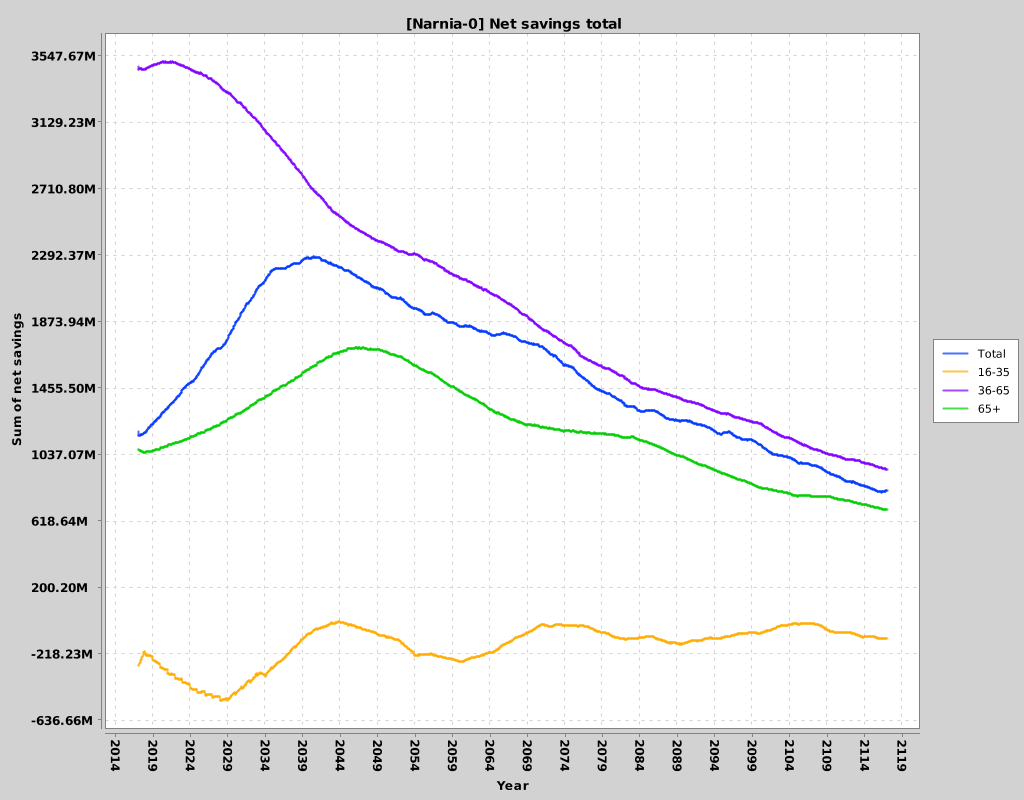 [Narnia-0] Net savings total
3547.67M
3129.23M
2710.80M
2292.37M
1873.94M
1455.50M
1037.07M
618.64M
200.20M
-218.23M
-636.66M
Sum of net savings
Total
16-35
36-65
65+
2014 2019 2024 2029 2034 2039 2044 2049 2054 2059 2064 2069 2074 2079 2084 2089 2094 2099 2104 2109 2114 2119
Year